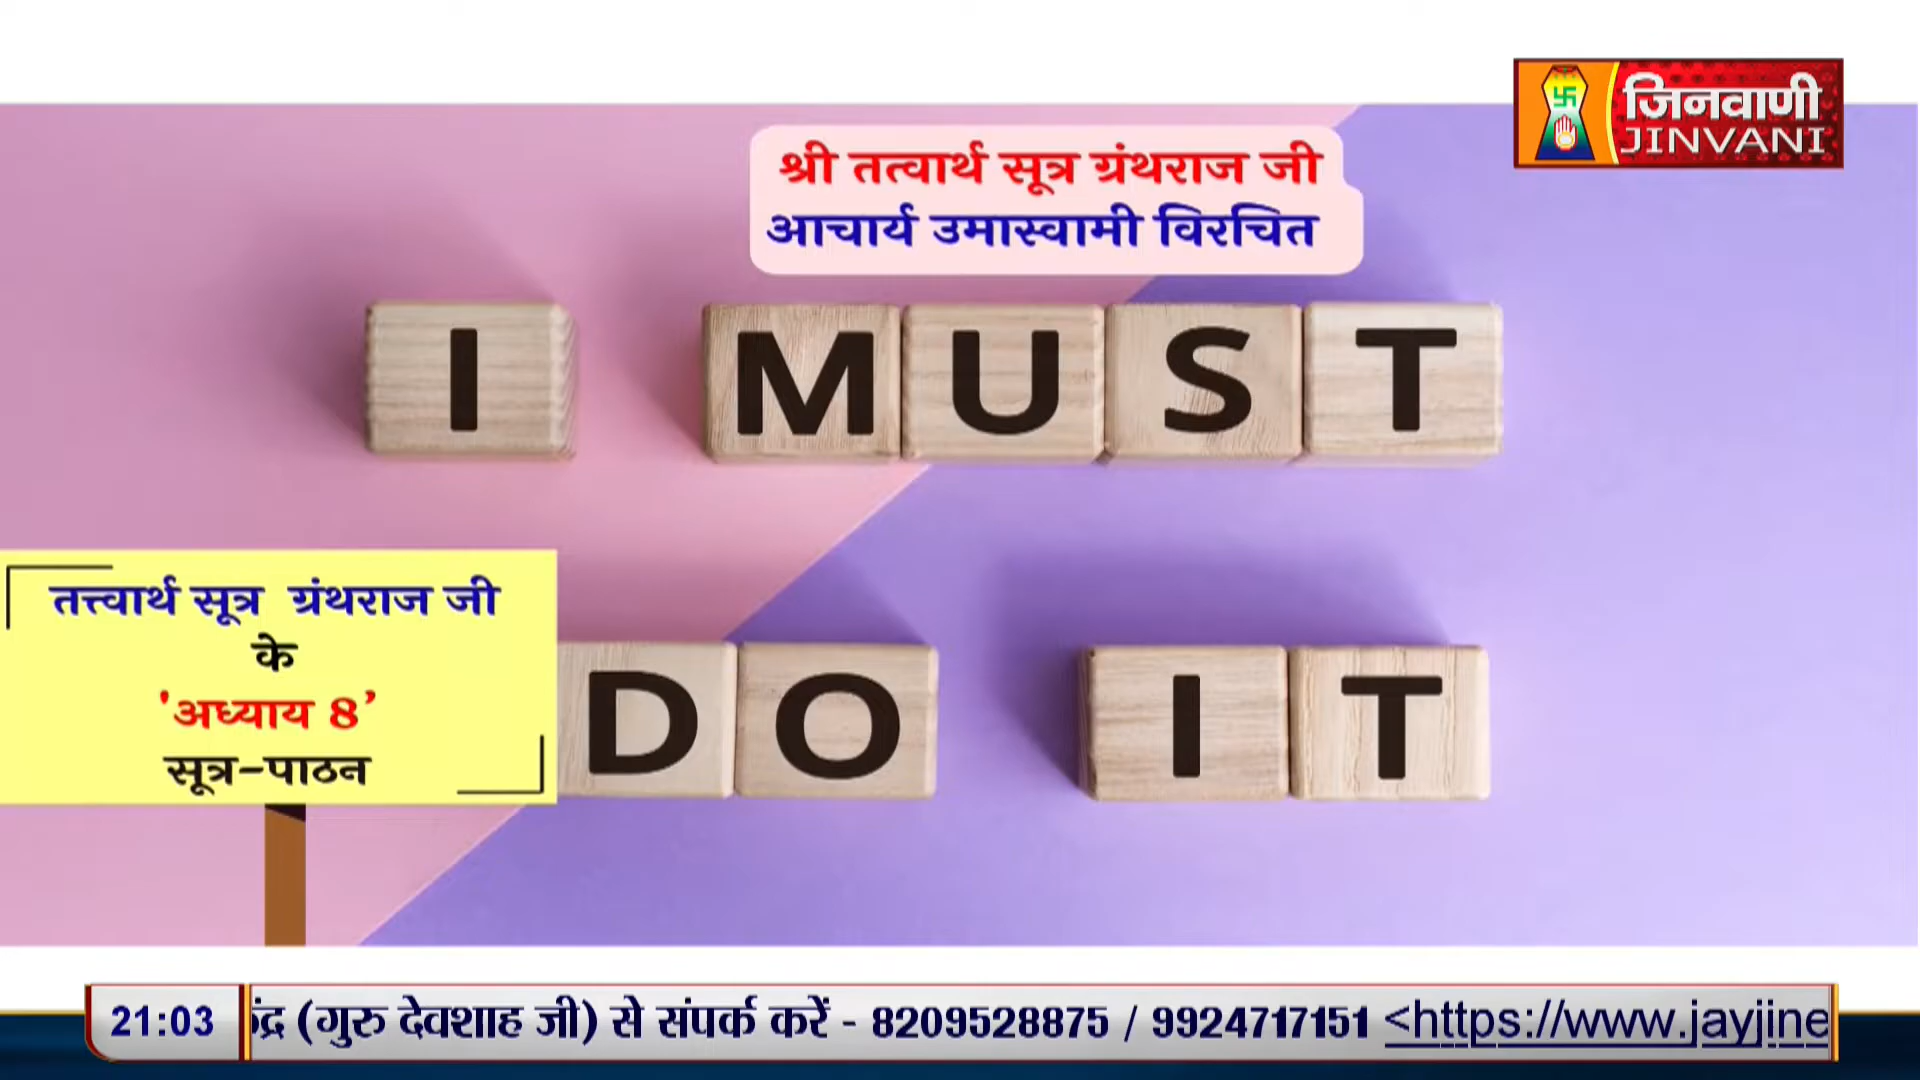 जिनवाणी
JINVANI
श्री तत्वार्थ सूत्र ग्रंथराज जी
आचार्य उमास्वामी विरचित
I MUST
DO IT
तत्त्वार्थ सूत्र ग्रंथराज जी
के
'अध्याय 8’
सूत्र-पाठन
21:03
(गुरु देवशाह जी) से संपर्क करें - 8209528875 / 9924717151 <https://www.jayjine